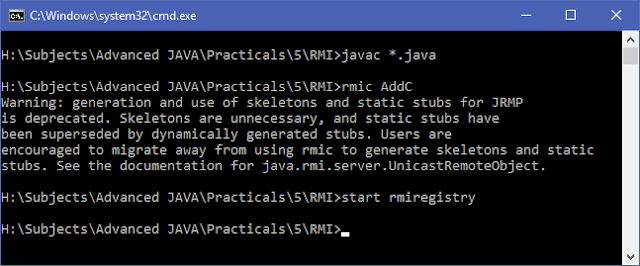 C:\Windows\system32\cmd.exe
H:\Subjects\Advanced JAVA\Practicals\5\RMI>javac *.java
H:\Subjects\Advanced JAVA\Practicals\5\RMI>rmic AddC
Warning: generation and use of skeletons and static stubs for JRMP
is deprecated. Skeletons are unnecessary, and static stubs have
been superseded by dynamically generated stubs. Users are
encouraged to migrate away from using rmic to generate skeletons and static
stubs. See the documentation for java.rmi.server.UnicastRemoteObject.
H:\Subjects\Advanced JAVA\Practicals\5\RMI>start rmiregistry
H:\Subjects\Advanced JAVA\Practicals\5\RMI>